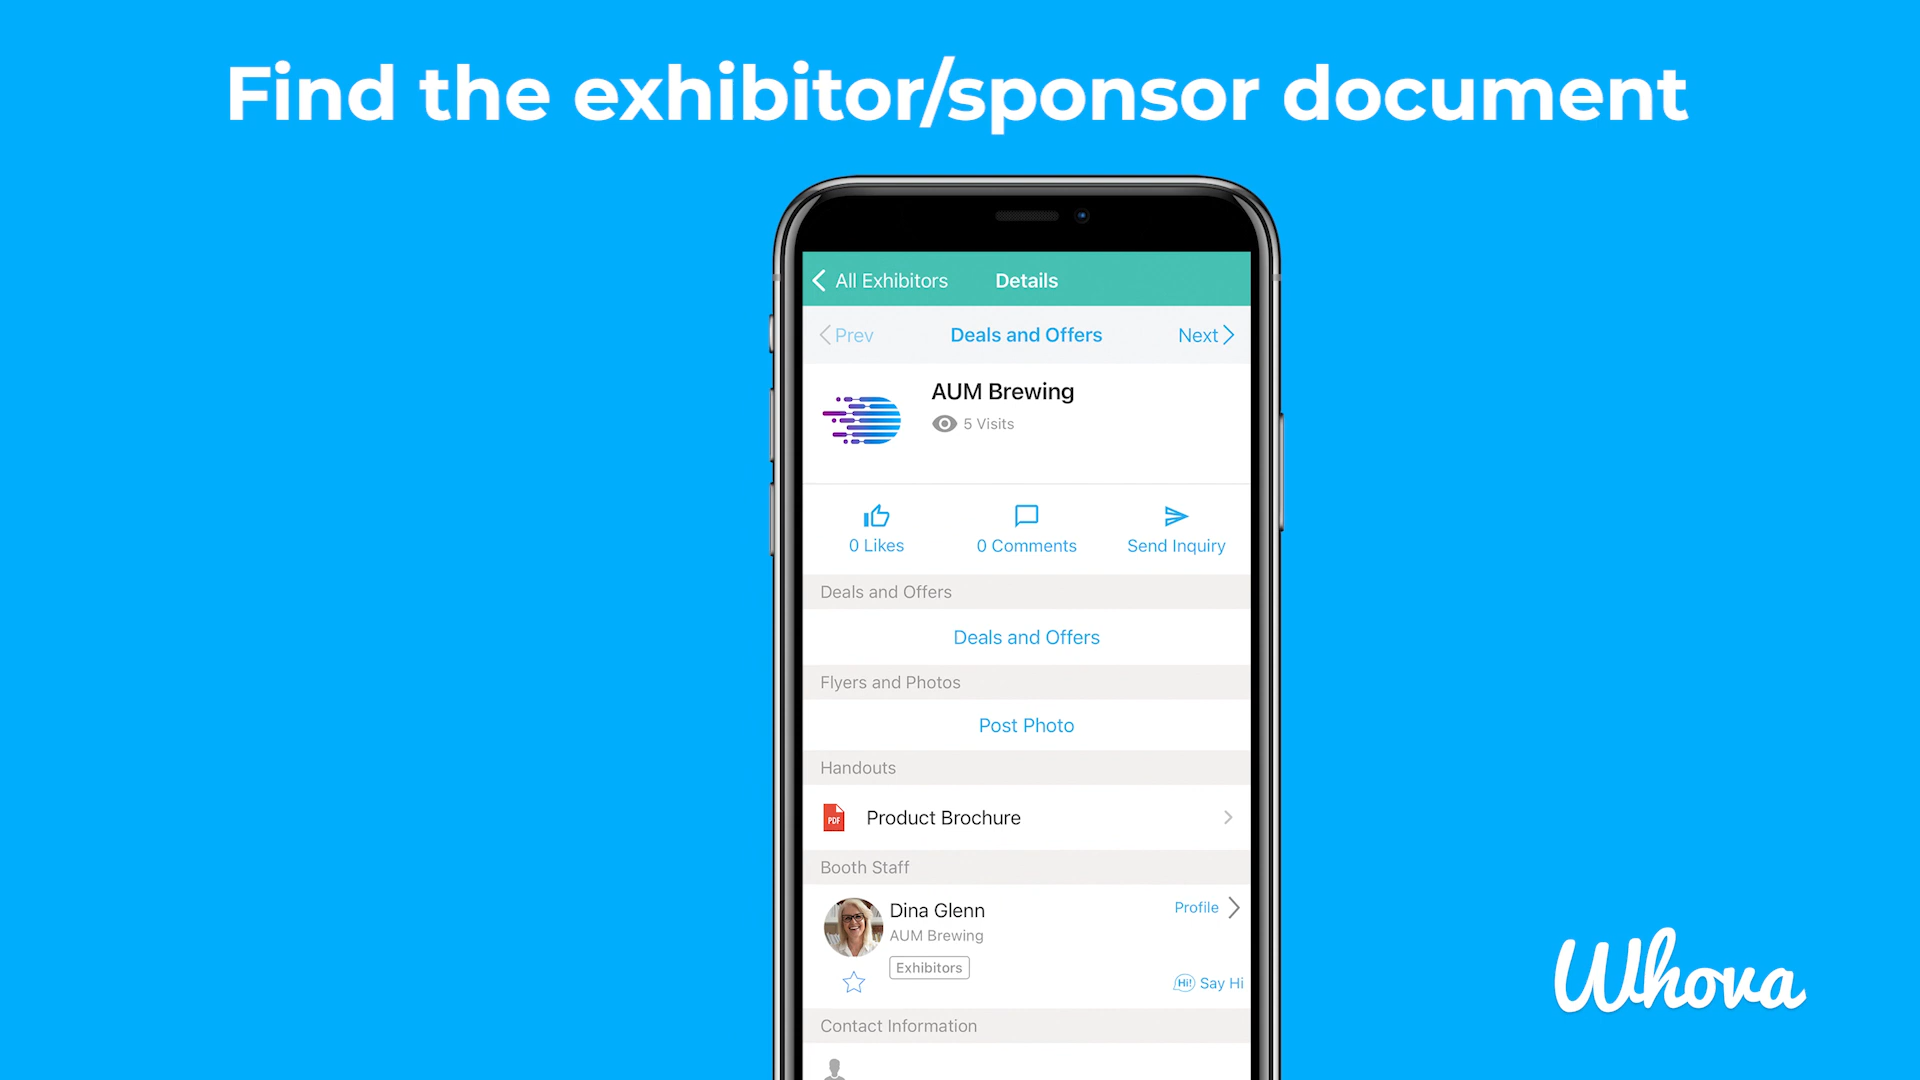 Find the exhibitor/sponsor document
All Exhibitors Details
Prev Deals and Offers Next
AUM Brewing
5 Visits
0 Likes 0 Comments Send Inquiry
Deals and Offers
Deals and Offers
Flyers and Photos
Post Photo
Handouts
PDF Product Brochure
Booth Staff
Dina Glenn Profile
AUM Brewing
Exhibitors
Hi! Say Hi
Contact Information
Whova